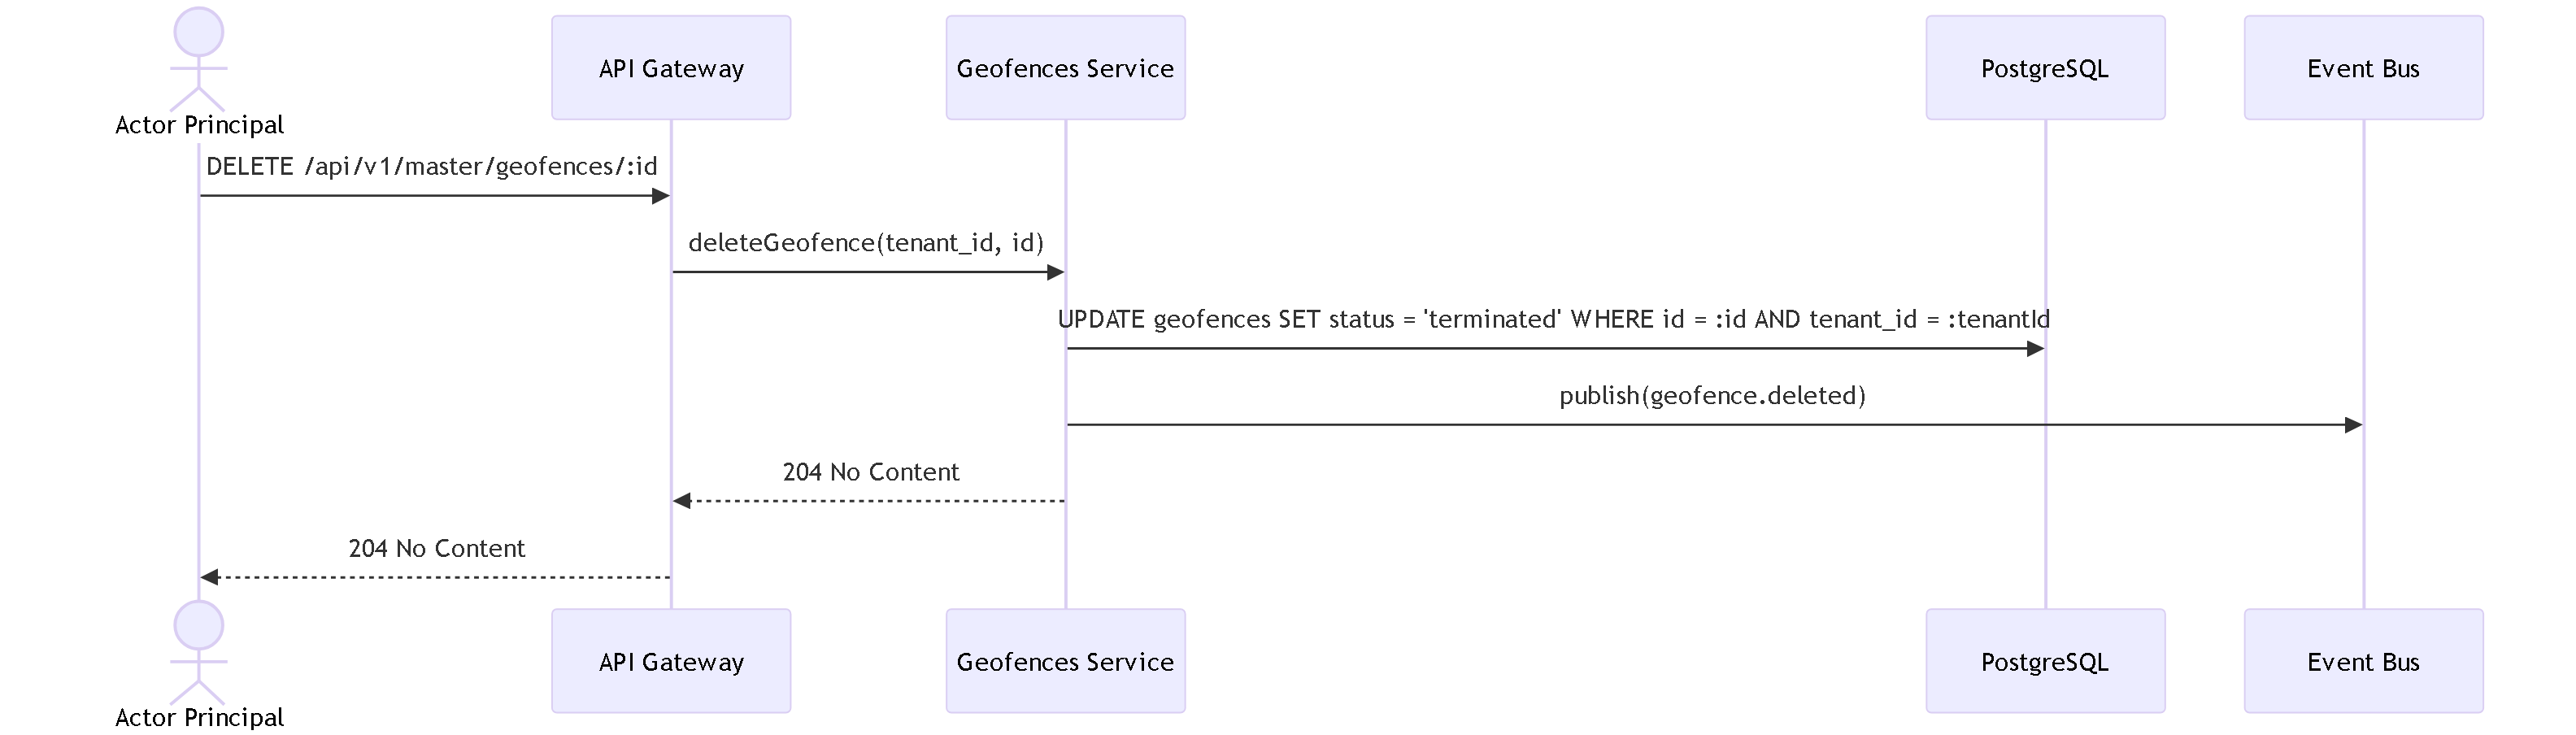 Actor Principal
API Gateway
Geofences Service
PostgreSQL
Event Bus
DELETE /api/v1/master/geofences/:id
deleteGeofence(tenant_id, id)
UPDATE geofences SET status = 'terminated' WHERE id = :id AND tenant_id = :tenantId
publish(geofence.deleted)
204 No Content
204 No Content
Actor Principal
API Gateway
Geofences Service
PostgreSQL
Event Bus